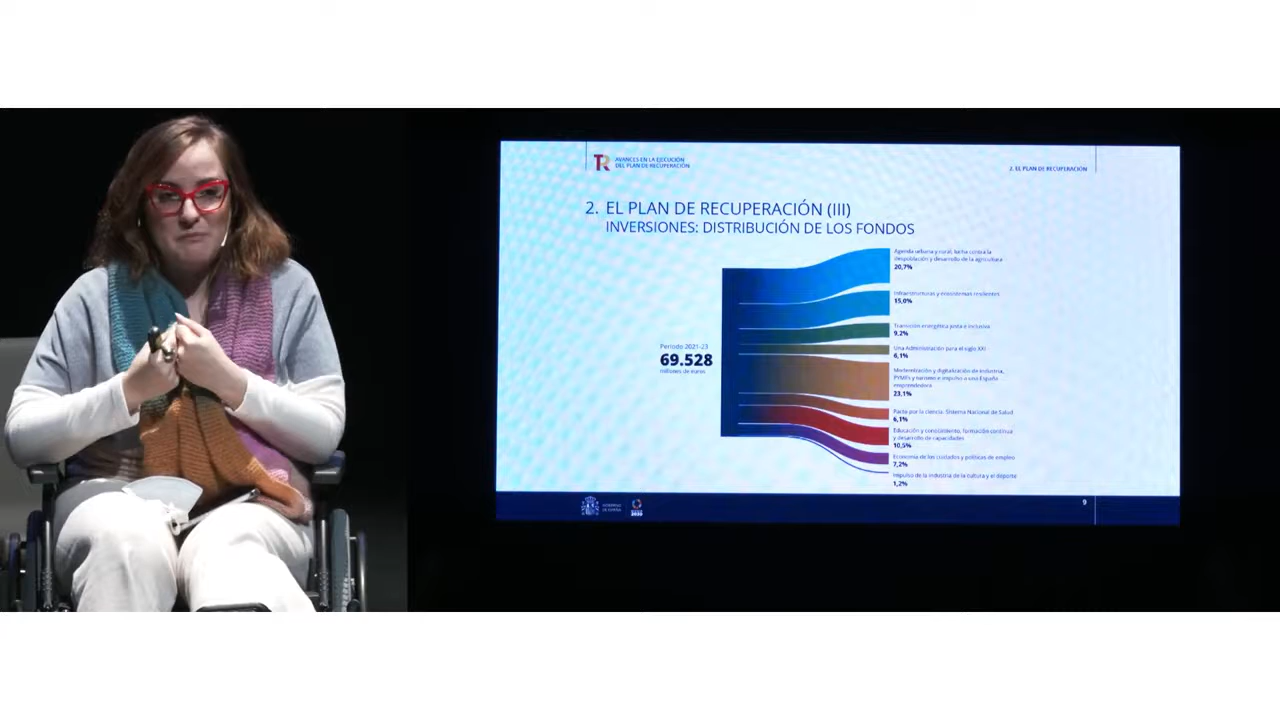 AVANCES EN LA EJECUCIÓN
DEL PLAN DE RECUPERACIÓN
2. EL PLAN DE RECUPERACIÓN
2. EL PLAN DE RECUPERACIÓN (III)
INVERSIONES: DISTRIBUCIÓN DE LOS FONDOS
Periodo 2021-23
69.528
millones de euros
Agenda urbana y rural, lucha contra la
despoblación y desarrollo de la agricultura
20,7%
Infraestructuras y ecosistemas resilientes
15,0%
Transición energética justa e inclusiva
9,2%
Una Administración para el siglo XXI
6,1%
Modernización y digitalización de industria,
PYMEs y turismo e impulso a una España
emprendedora
23,1%
Pacto por la ciencia. Sistema Nacional de Salud
6,1%
Educación y conocimiento, formación continua
y desarrollo de capacidades
10,5%
Economía de los cuidados y políticas de empleo
7,2%
Impulso de la industria de la cultura y el deporte
1,2%
GOBIERNO
DE ESPAÑA
2030
9